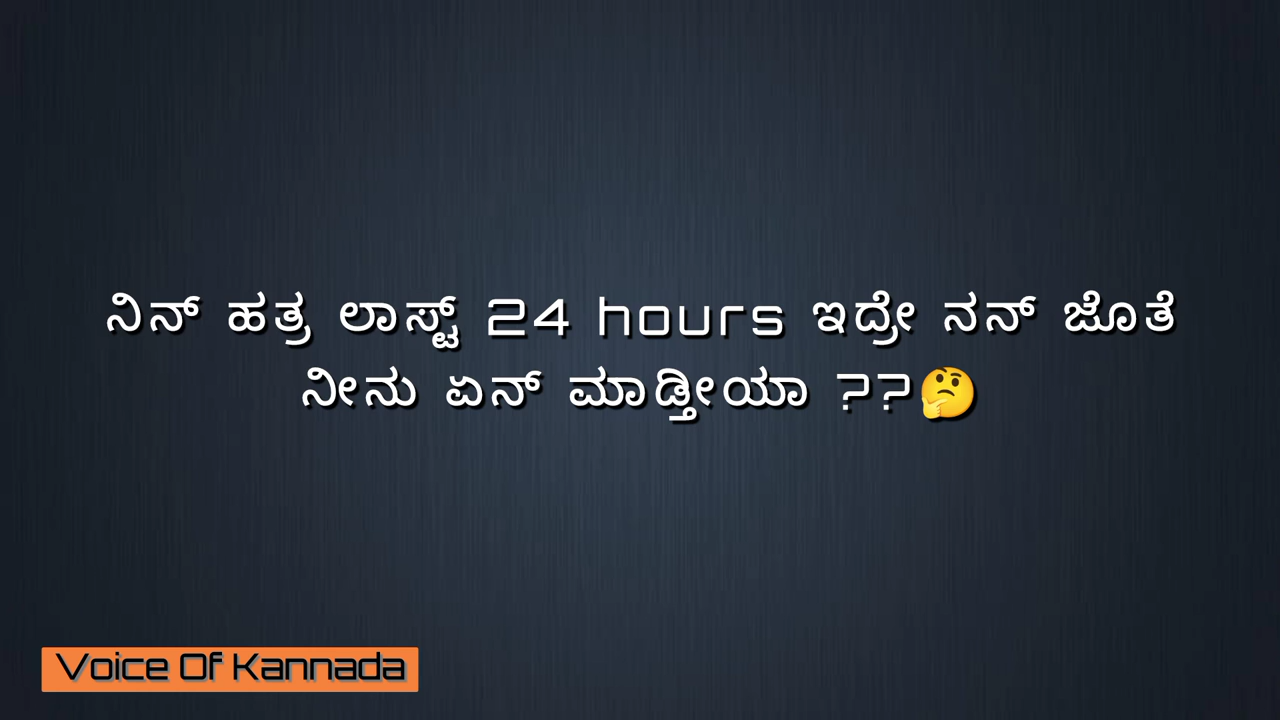 ನಿನ್ ಹತ್ರ ಲಾಸ್ಟ್ 24 hours ಇದ್ರೇ ನನ್ ಜೊತೆ
ನೀನು ಏನ್ ಮಾಡ್ತೀಯಾ ??🤔
Voice Of Kannada